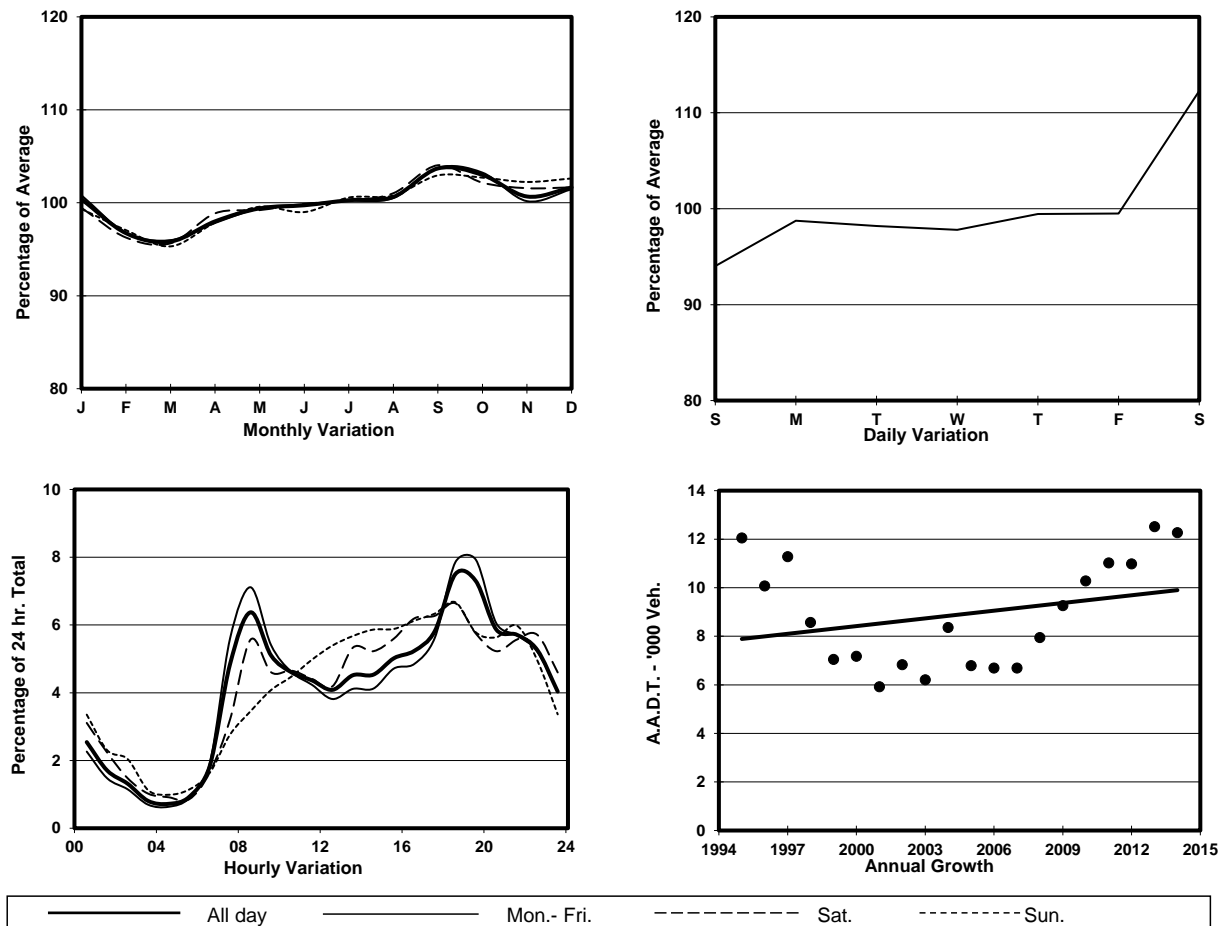 120
110
100
90
80
Percentage of Average
J F M A M J J A S O N D
Monthly Variation
120
110
100
90
80
Percentage of Average
S M T W T F S
Daily Variation
10
8
6
4
2
0
Percentage of 24 hr. Total
00 04 08 12 16 20 24
Hourly Variation
14
12
10
8
6
4
2
0
A.A.D.T. - '000 Veh.
1994 1997 2000 2003 2006 2009 2012 2015
Annual Growth
All day Mon.- Fri. Sat. Sun.